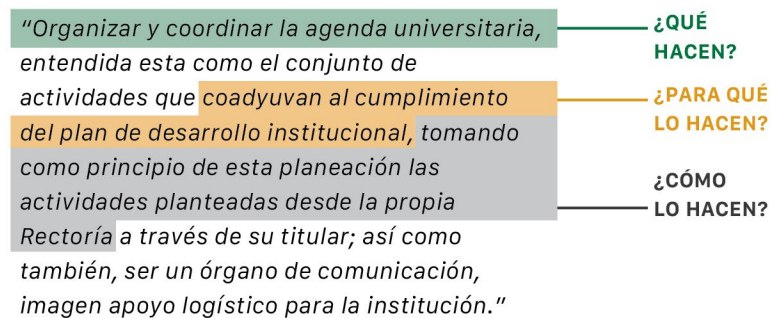 “Organizar y coordinar la agenda universitaria,
entendida esta como el conjunto de
actividades que coadyuvan al cumplimiento
del plan de desarrollo institucional, tomando
como principio de esta planeación las
actividades planteadas desde la propia
Rectoría a través de su titular; así como
también, ser un órgano de comunicación,
imagen apoyo logístico para la institución.”
¿QUÉ
HACEN?
¿PARA QUÉ
LO HACEN?
¿CÓMO
LO HACEN?